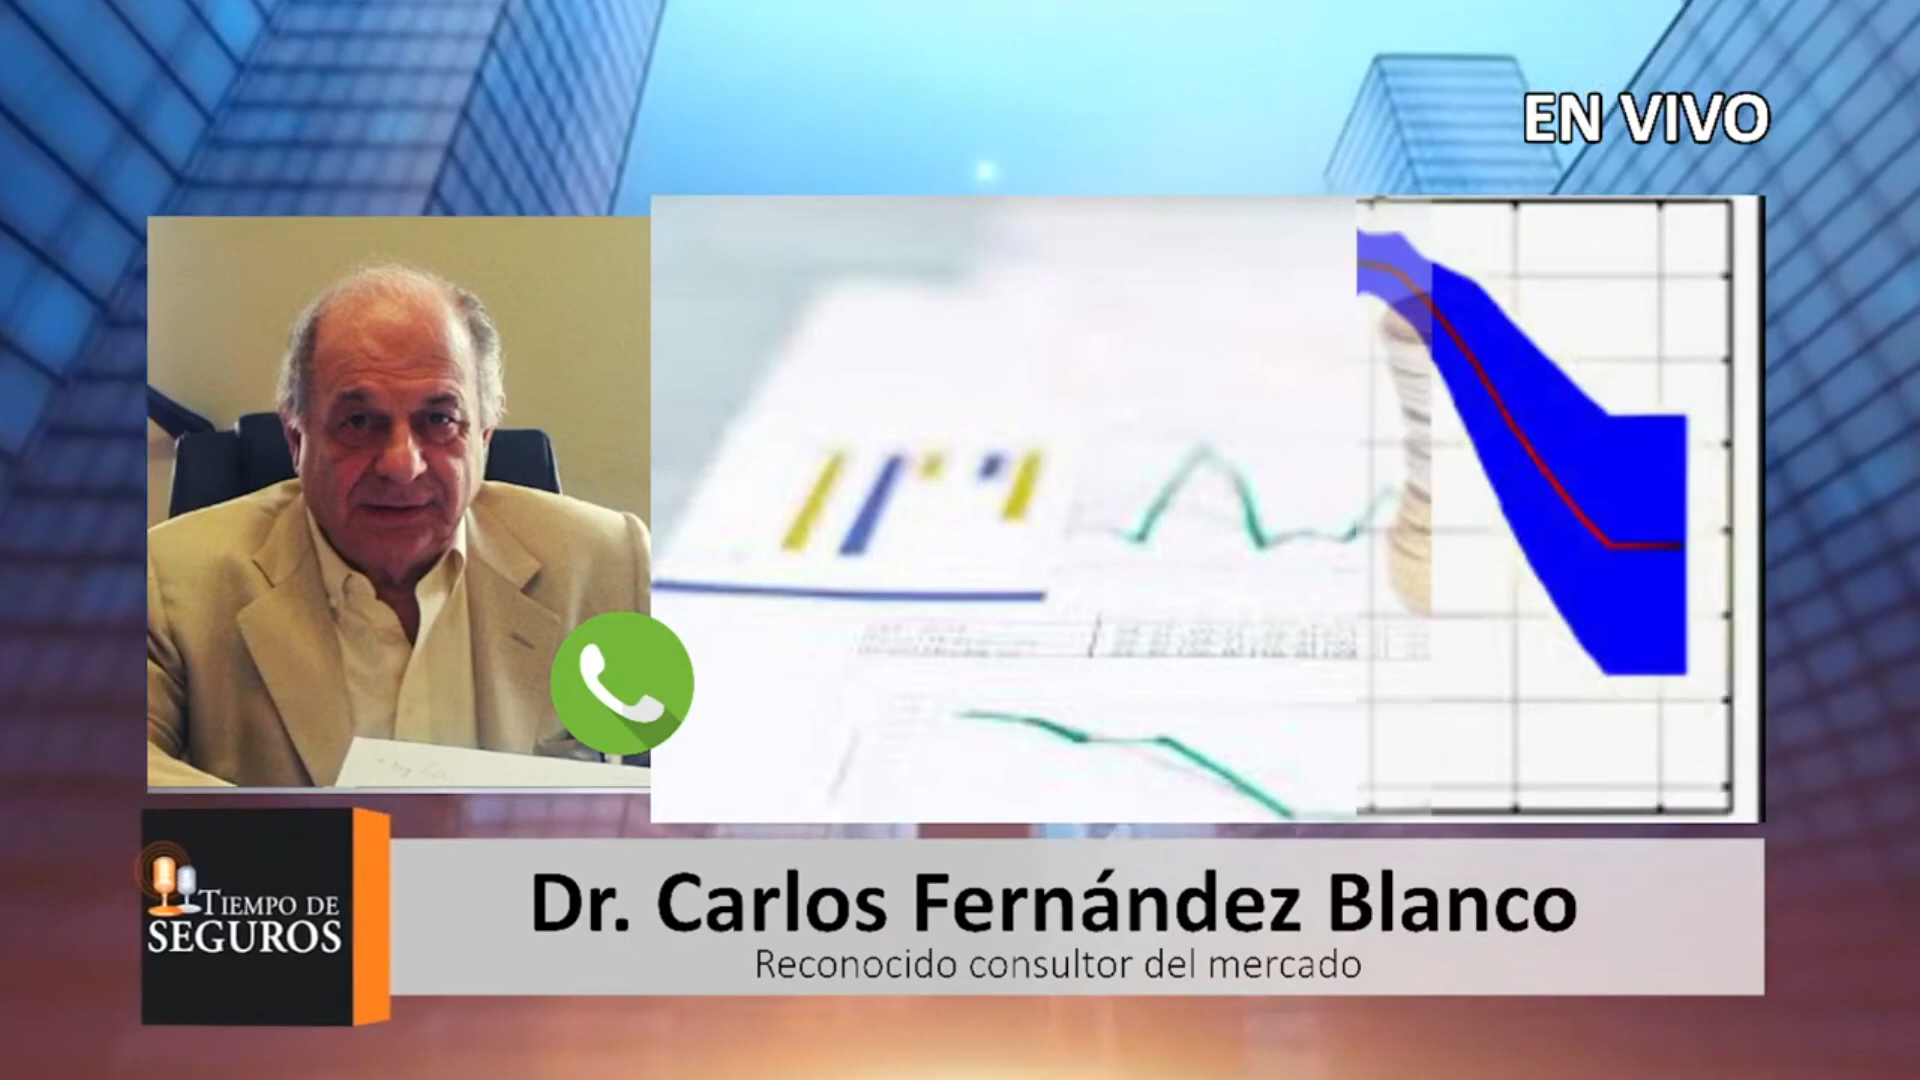 EN VIVO
TIEMPO DE
SEGUROS
Dr. Carlos Fernández Blanco
Reconocido consultor del mercado